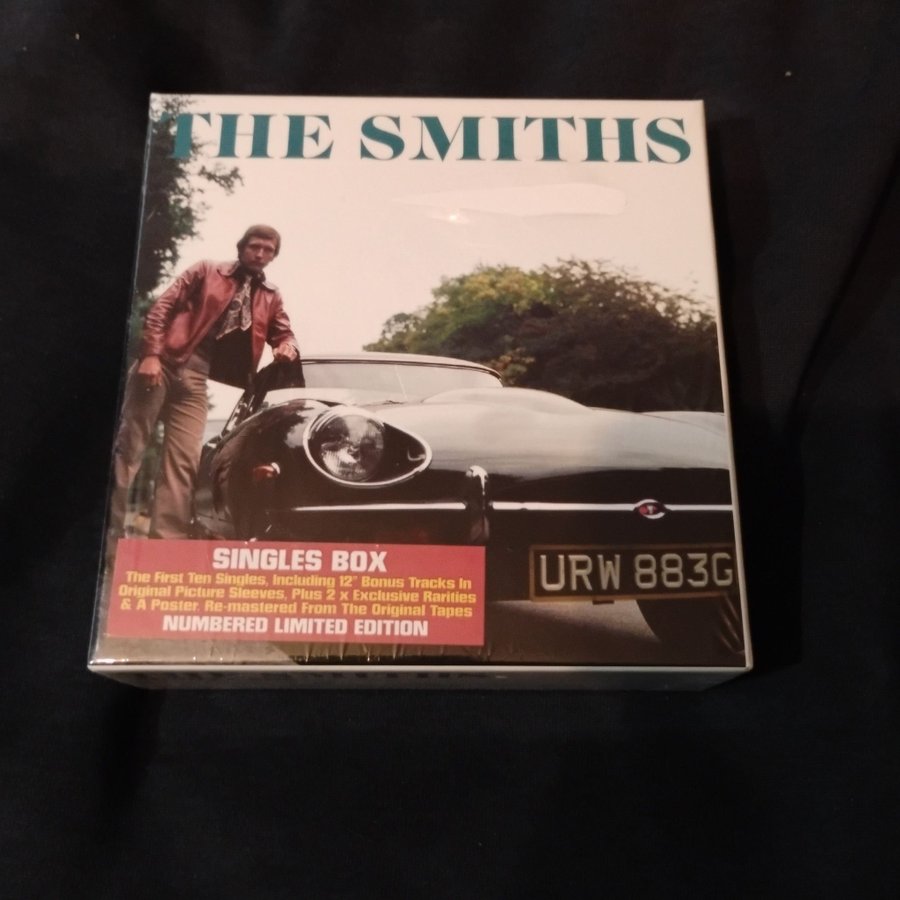 THE SMITHS
SINGLES BOX
The First Ten Singles, Including 12" Bonus Tracks In
Original Picture Sleeves, Plus 2 x Exclusive Rarities
& A Poster. Re-mastered From The Original Tapes
NUMBERED LIMITED EDITION
URW 883G